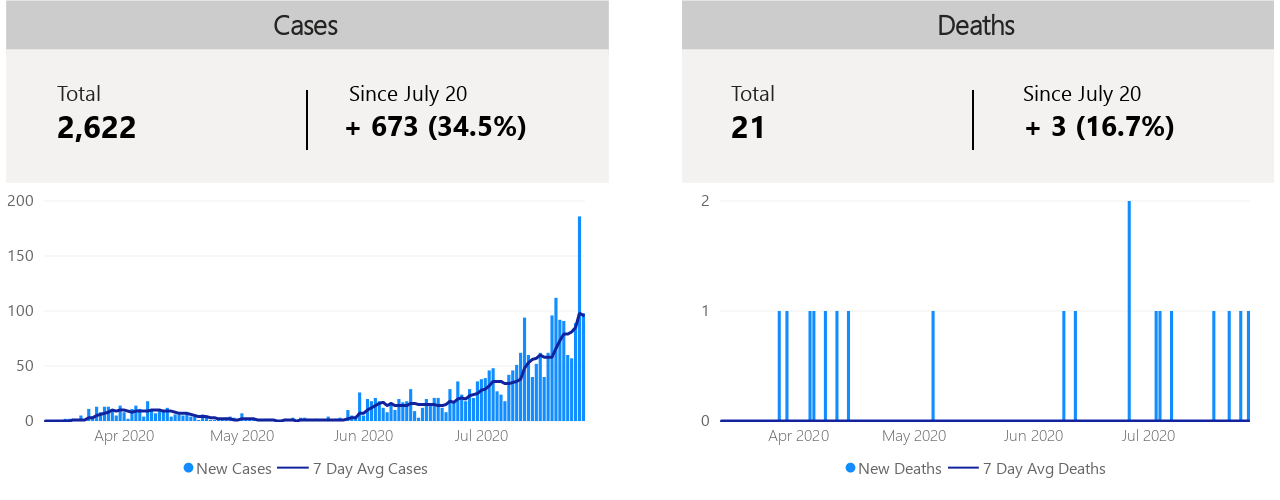 Cases
Total
Since July 20
2,622
+ 673 (34.5%)
200
150
100
50
0
Apr 2020
May 2020
Jun 2020
Jul 2020
New Cases
7 Day Avg Cases
Deaths
Total
Since July 20
21
+ 3 (16.7%)
2
1
0
Apr 2020
May 2020
Jun 2020
Jul 2020
New Deaths
7 Day Avg Deaths